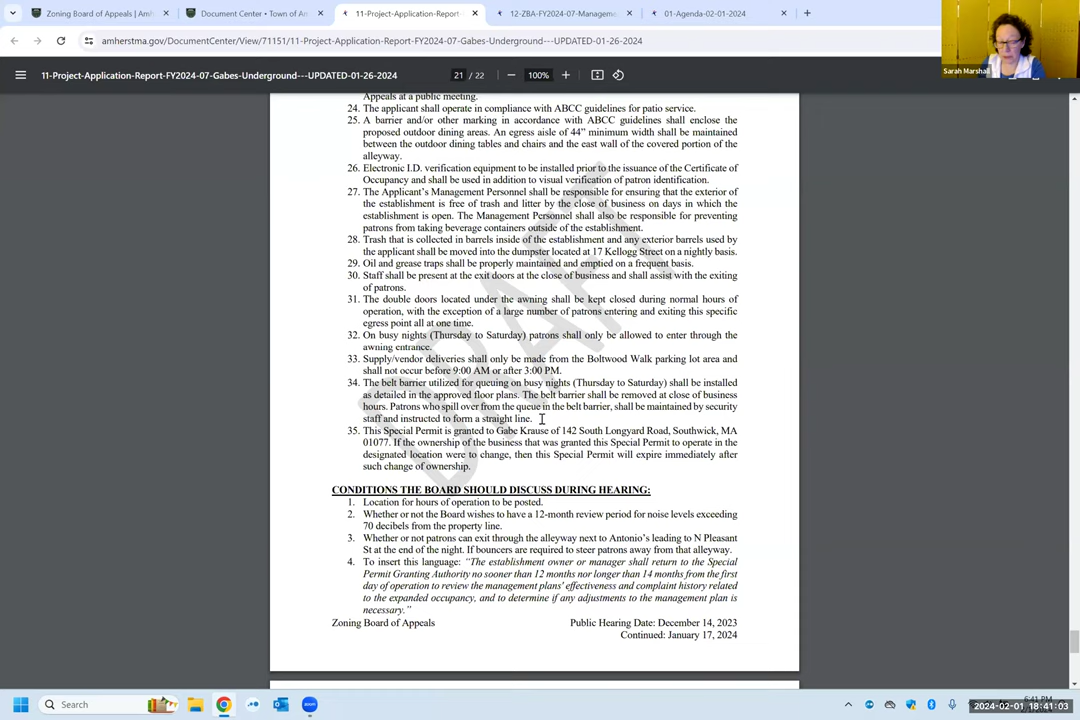 Zoning Board of Appeals | Amh
Document Center • Town of Am
11-Project-Application-Report-
12-ZBA-FY2024-07-Managem
01-Agenda-02-01-2024
amherstma.gov/DocumentCenter/View/71151/11-Project-Application-Report-FY2024-07-Gabes-Underground---UPDATED-01-26-2024
Sarah Marshall
11-Project-Application-Report-FY2024-07-Gabes-Underground---UPDATED-01-26-2024
21 / 22
100%
Appeals at a public meeting.
24. The applicant shall operate in compliance with ABCC guidelines for patio service.
25. A barrier and/or other marking in accordance with ABCC guidelines shall enclose the
proposed outdoor dining areas. An egress aisle of 44” minimum width shall be maintained
between the outdoor dining tables and chairs and the east wall of the covered portion of the
alleyway.
26. Electronic I.D. verification equipment to be installed prior to the issuance of the Certificate of
Occupancy and shall be used in addition to visual verification of patron identification.
27. The Applicant’s Management Personnel shall be responsible for ensuring that the exterior of
the establishment is free of trash and litter by the close of business on days in which the
establishment is open. The Management Personnel shall also be responsible for preventing
patrons from taking beverage containers outside of the establishment.
28. Trash that is collected in barrels inside of the establishment and any exterior barrels used by
the applicant shall be moved into the dumpster located at 17 Kellogg Street on a nightly basis.
29. Oil and grease traps shall be properly maintained and emptied on a frequent basis.
30. Staff shall be present at the exit doors at the close of business and shall assist with the exiting
of patrons.
31. The double doors located under the awning shall be kept closed during normal hours of
operation, with the exception of a large number of patrons entering and exiting this specific
egress point all at one time.
32. On busy nights (Thursday to Saturday) patrons shall only be allowed to enter through the
awning entrance.
33. Supply/vendor deliveries shall only be made from the Boltwood Walk parking lot area and
shall not occur before 9:00 AM or after 3:00 PM.
34. The belt barrier utilized for queuing on busy nights (Thursday to Saturday) shall be installed
as detailed in the approved floor plans. The belt barrier shall be removed at close of business
hours. Patrons who spill over from the queue in the belt barrier, shall be maintained by security
staff and instructed to form a straight line.
35. This Special Permit is granted to Gabe Krause of 142 South Longyard Road, Southwick, MA
01077. If the ownership of the business that was granted this Special Permit to operate in the
designated location were to change, then this Special Permit will expire immediately after
such change of ownership.
DRAFT
CONDITIONS THE BOARD SHOULD DISCUSS DURING HEARING:
1. Location for hours of operation to be posted.
2. Whether or not the Board wishes to have a 12-month review period for noise levels exceeding
70 decibels from the property line.
3. Whether or not patrons can exit through the alleyway next to Antonio’s leading to N Pleasant
St at the end of the night. If bouncers are required to steer patrons away from that alleyway.
4. To insert this language: “The establishment owner or manager shall return to the Special
Permit Granting Authority no sooner than 12 months nor longer than 14 months from the first
day of operation to review the management plans' effectiveness and complaint history related
to the expanded occupancy, and to determine if any adjustments to the management plan is
necessary.”
Zoning Board of Appeals
Public Hearing Date: December 14, 2023
Continued: January 17, 2024
Search
zoom
6:41 PM
2024-02-01 18:41:03